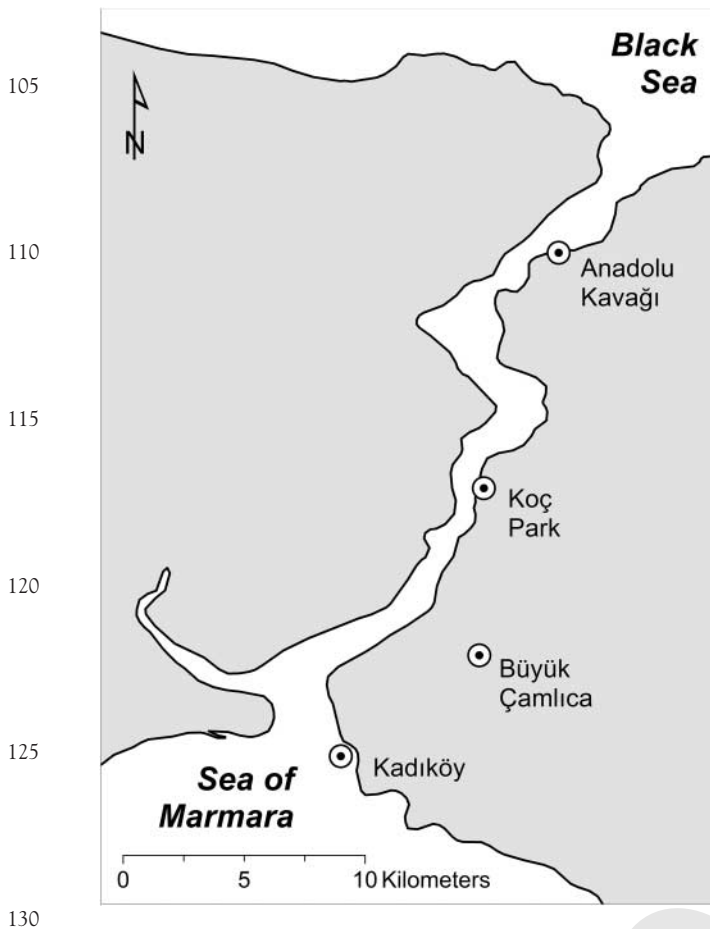 Black
Sea
105
N
110
Anadolu
Kavağı
115
Koç
Park
120
Büyük
Çamlıca
125
Kadıköy
Sea of
Marmara
0 5 10 Kilometers
130